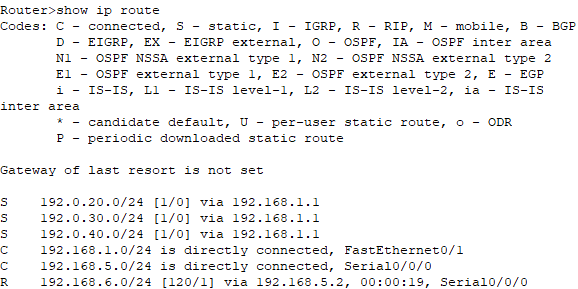 Router>show ip route
Codes: C - connected, S - static, I - IGRP, R - RIP, M - mobile, B - BGP
       D - EIGRP, EX - EIGRP external, O - OSPF, IA - OSPF inter area
       N1 - OSPF NSSA external type 1, N2 - OSPF NSSA external type 2
       E1 - OSPF external type 1, E2 - OSPF external type 2, E - EGP
       i - IS-IS, L1 - IS-IS level-1, L2 - IS-IS level-2, ia - IS-IS
inter area
       * - candidate default, U - per-user static route, o - ODR
       P - periodic downloaded static route

Gateway of last resort is not set

S    192.0.20.0/24 [1/0] via 192.168.1.1
S    192.0.30.0/24 [1/0] via 192.168.1.1
S    192.0.40.0/24 [1/0] via 192.168.1.1
C    192.168.1.0/24 is directly connected, FastEthernet0/1
C    192.168.5.0/24 is directly connected, Serial0/0/0
R    192.168.6.0/24 [120/1] via 192.168.5.2, 00:00:19, Serial0/0/0